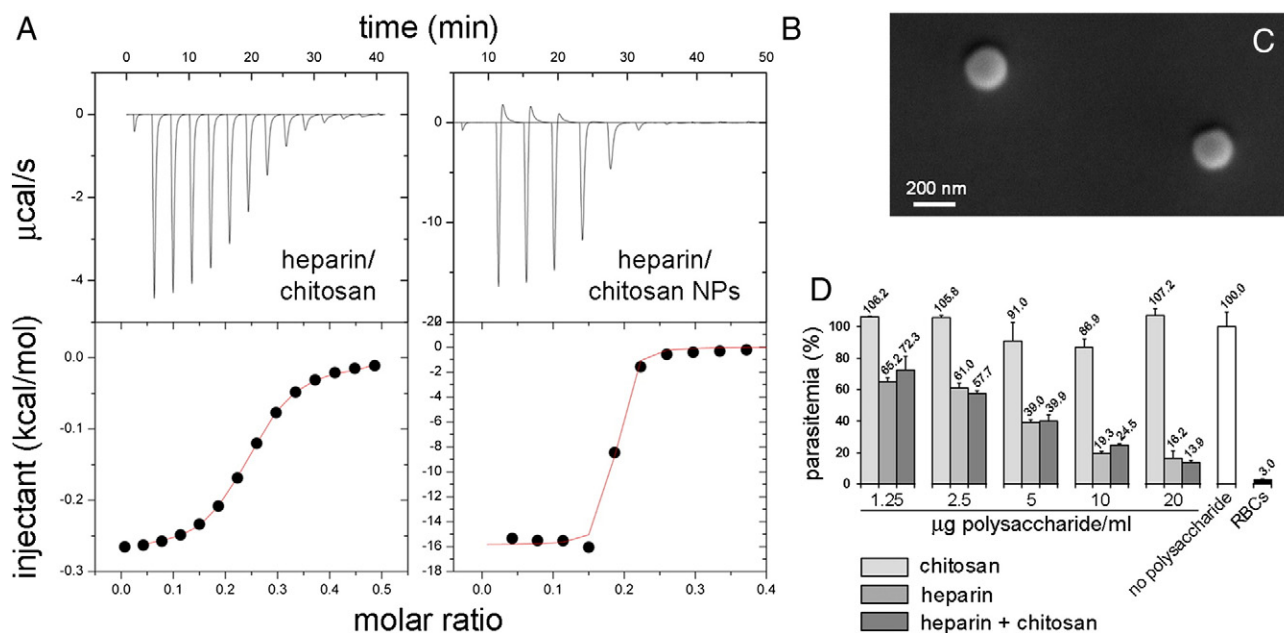 A
time (min)
B
C
0 10 20 30 40
10 20 30 40 50
0
-2
-4
µcal/s
heparin/
chitosan
0
-10
heparin/
chitosan NPs
200 nm
0.0
-0.1
-0.2
-0.3
injectant (kcal/mol)
0.0 0.1 0.2 0.3 0.4 0.5
0
-2
-4
-6
-8
-10
-12
-14
-16
-18
0.0 0.1 0.2 0.3 0.4
molar ratio
D
parasitemia (%)
100
80
60
40
20
0
106.2 65.2 72.3
105.8 61.0 57.7
91.0 39.0 39.9
86.9 19.3 24.5
107.2 16.2 13.9
100.0
3.0
1.25 2.5 5 10 20
µg polysaccharide/ml
no polysaccharide
RBCs
chitosan
heparin
heparin + chitosan